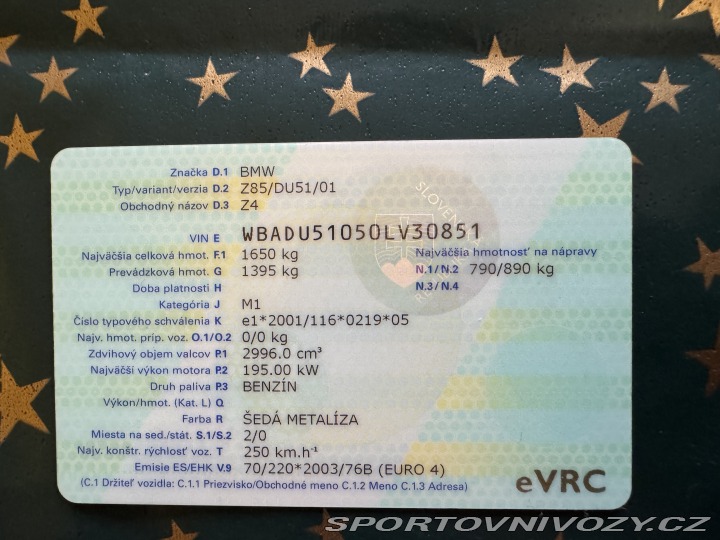 Značka D.1 BMW
Typ/variant/verzia D.2 Z85/DU51/01
Obchodný názov D.3 Z4
VIN E WBADU51050LV30851
Najväčšia celková hmot. F.1 1650 kg Najväčšia hmotnosť na nápravy
Prevádzková hmot. G 1395 kg N.1/N.2 790/890 kg
Doba platnosti H N.3/N.4
Kategória J M1
Číslo typového schválenia K e1*2001/116*0219*05
Najv. hmot. príp. voz. O.1/O.2 0/0 kg
Zdvihový objem valcov P.1 2996.0 cm³
Najväčší výkon motora P.2 195.00 kW
Druh paliva P.3 BENZÍN
Výkon/hmot. (Kat. L) Q
Farba R ŠEDÁ METALÍZA
Miesta na sed./stát. S.1/S.2 2/0
Najv. konštr. rýchlosť voz. T 250 km.h⁻¹
Emisie ES/EHK V.9 70/220*2003/76B (EURO 4)
(C.1 Držiteľ vozidla: C.1.1 Priezvisko/Obchodné meno C.1.2 Meno C.1.3 Adresa)
eVRC
SPORTOVNIVOZY.CZ